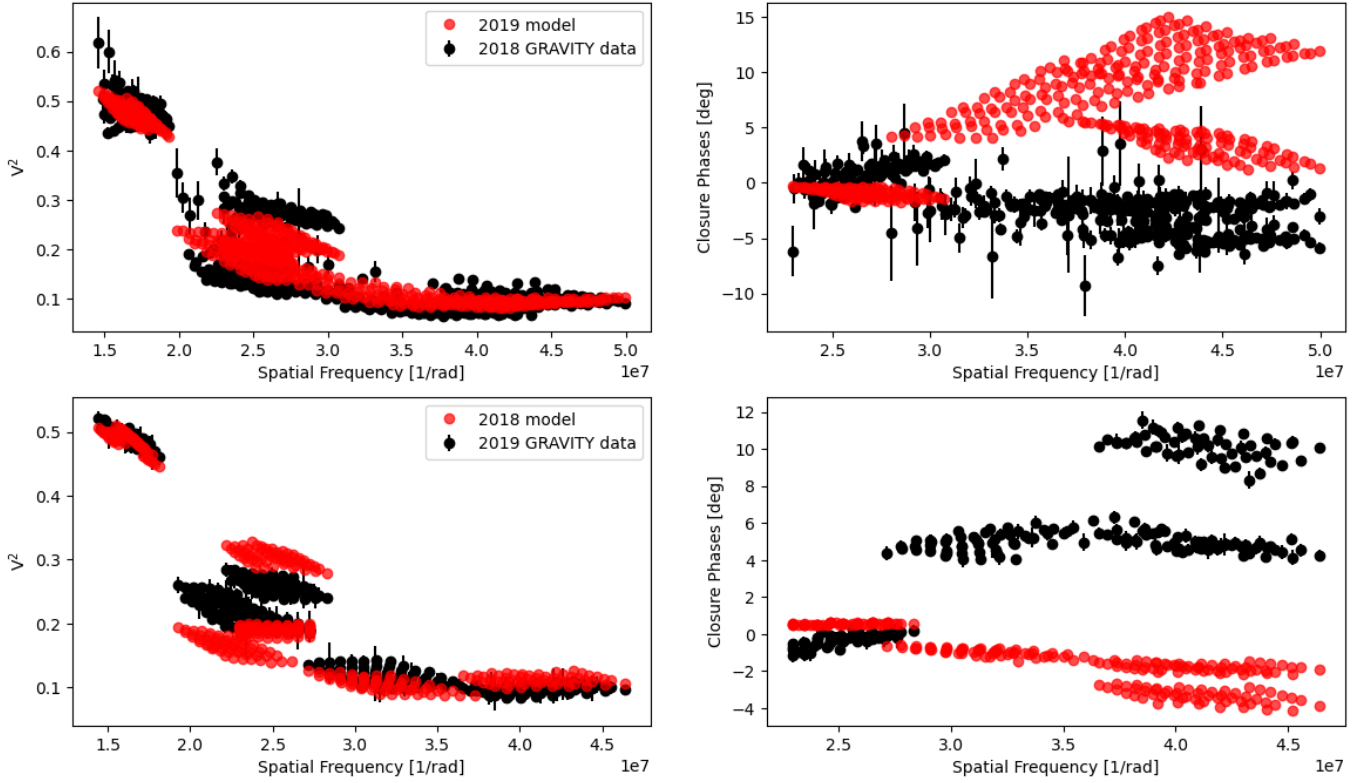 0.6
0.5
0.4
0.3
0.2
0.1
V²
2019 model
2018 GRAVITY data
1.5 2.0 2.5 3.0 3.5 4.0 4.5 5.0
1e7
Spatial Frequency [1/rad]
15
10
5
0
−5
−10
Closure Phases [deg]
2.5 3.0 3.5 4.0 4.5 5.0
1e7
Spatial Frequency [1/rad]
0.5
0.4
0.3
0.2
0.1
V²
2018 model
2019 GRAVITY data
1.5 2.0 2.5 3.0 3.5 4.0 4.5
1e7
Spatial Frequency [1/rad]
12
10
8
6
4
2
0
−2
−4
Closure Phases [deg]
2.5 3.0 3.5 4.0 4.5
1e7
Spatial Frequency [1/rad]